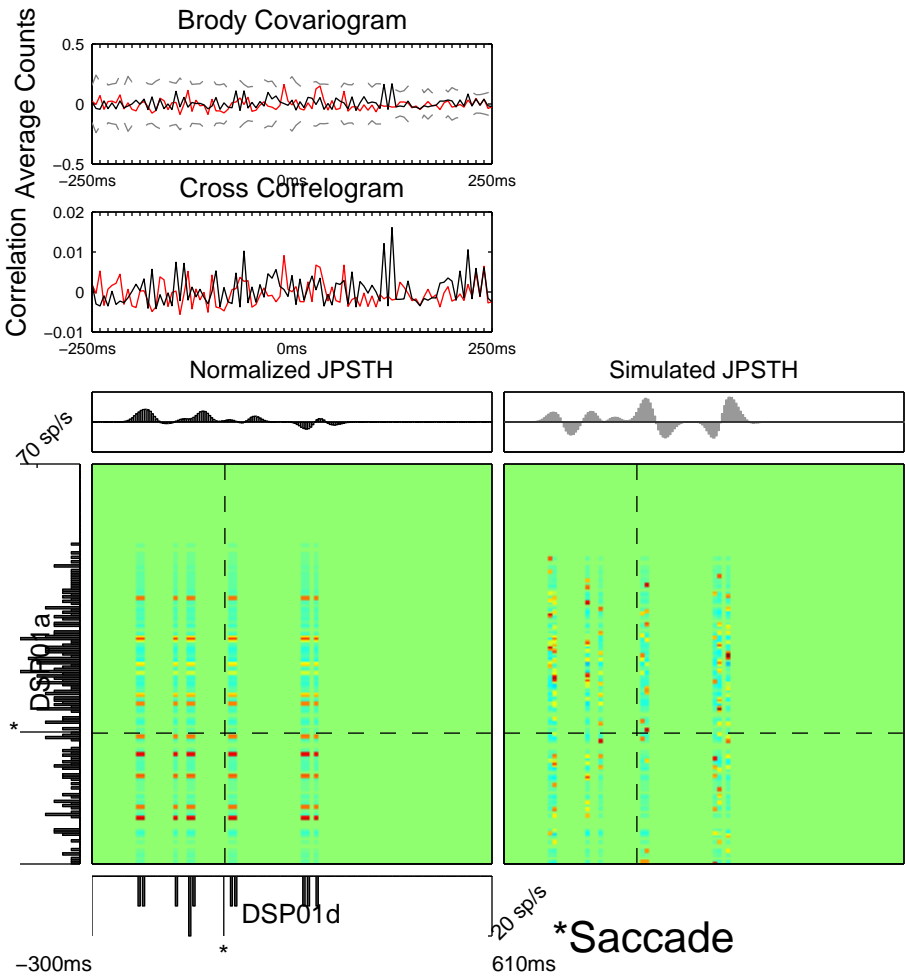 Brody Covariogram
Average Counts
0.5
0
−0.5
−250ms
0ms
250ms
Cross Correlogram
Correlation
0.02
0.01
0
−0.01
−250ms
0ms
250ms
Normalized JPSTH
Simulated JPSTH
70 sp/s
DSP01a
*
DSP01d
*
20 sp/s
*Saccade
−300ms
610ms